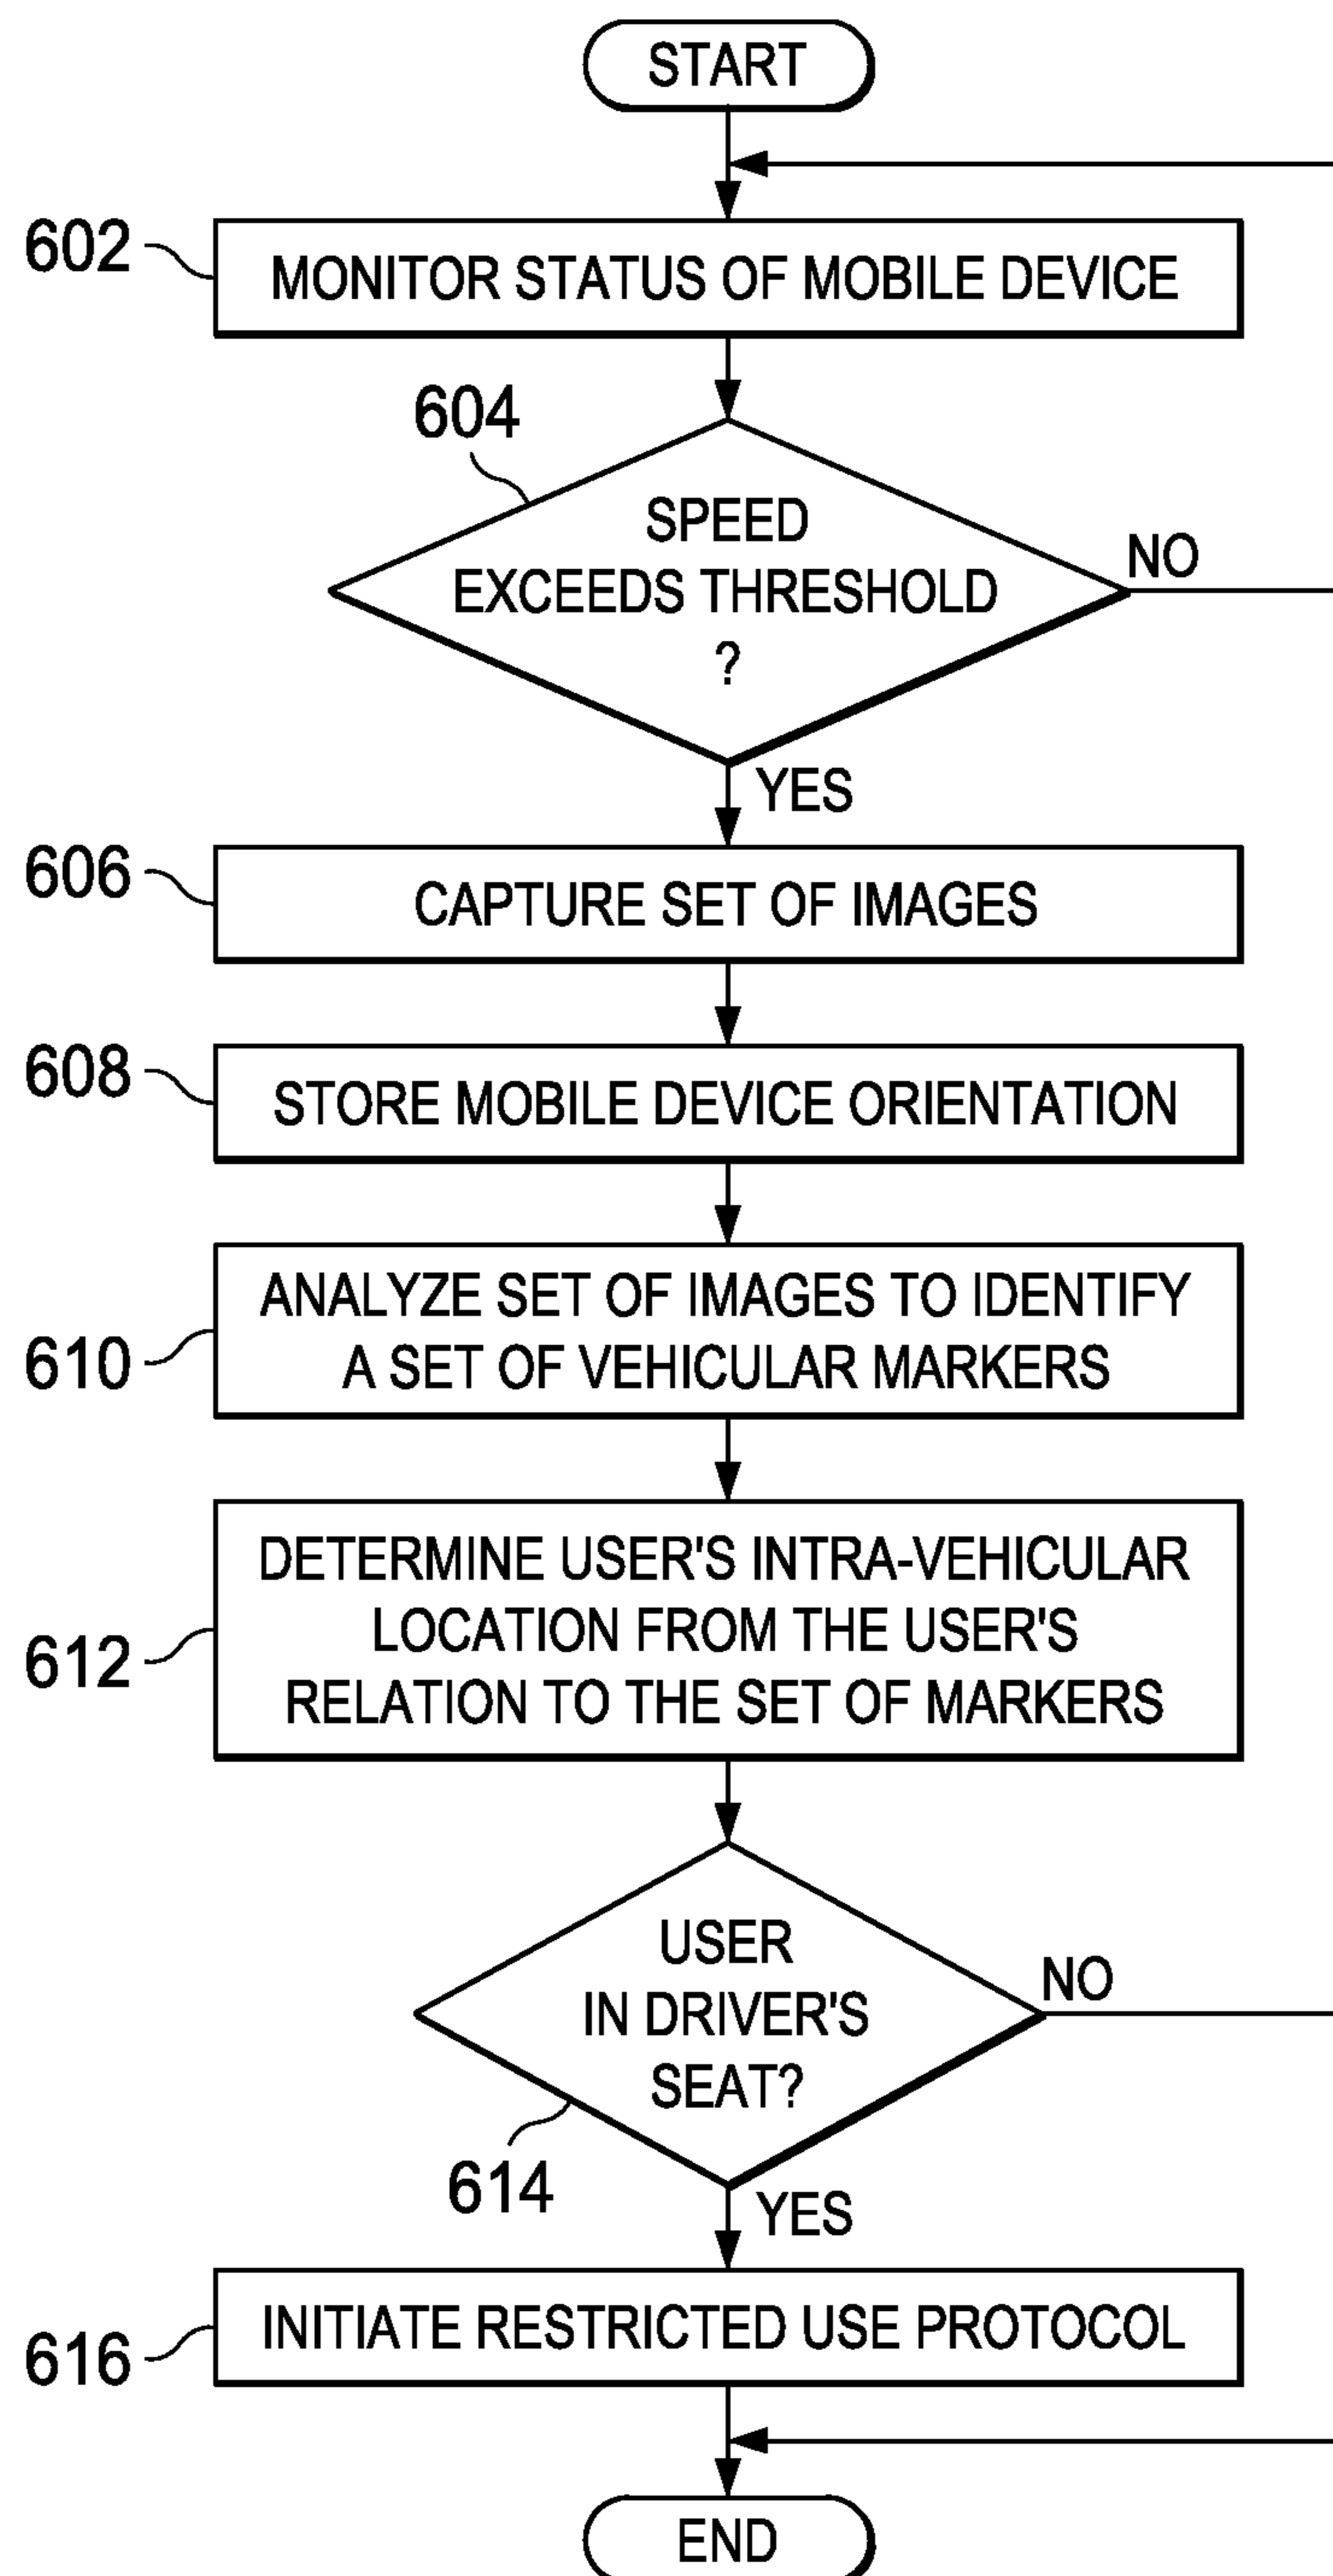 START
602
MONITOR STATUS OF MOBILE DEVICE
604
SPEED
EXCEEDS THRESHOLD
?
NO
YES
606
CAPTURE SET OF IMAGES
608
STORE MOBILE DEVICE ORIENTATION
610
ANALYZE SET OF IMAGES TO IDENTIFY
A SET OF VEHICULAR MARKERS
612
DETERMINE USER'S INTRA-VEHICULAR
LOCATION FROM THE USER'S
RELATION TO THE SET OF MARKERS
USER
IN DRIVER'S
SEAT?
NO
614
YES
616
INITIATE RESTRICTED USE PROTOCOL
END